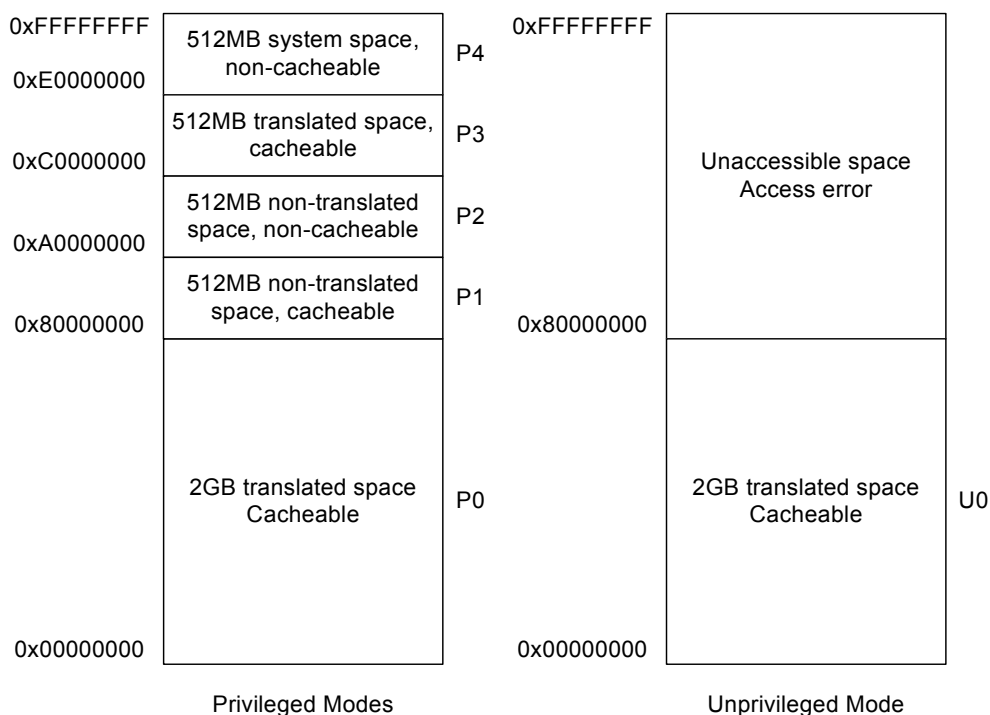 0xFFFFFFFF
512MB system space,
non-cacheable
P4
0xE0000000
512MB translated space,
cacheable
P3
0xC0000000
512MB non-translated
space, non-cacheable
P2
0xA0000000
512MB non-translated
space, cacheable
P1
0x80000000
2GB translated space
Cacheable
P0
0x00000000
Privileged Modes
0xFFFFFFFF
Unaccessible space
Access error
0x80000000
2GB translated space
Cacheable
U0
0x00000000
Unprivileged Mode